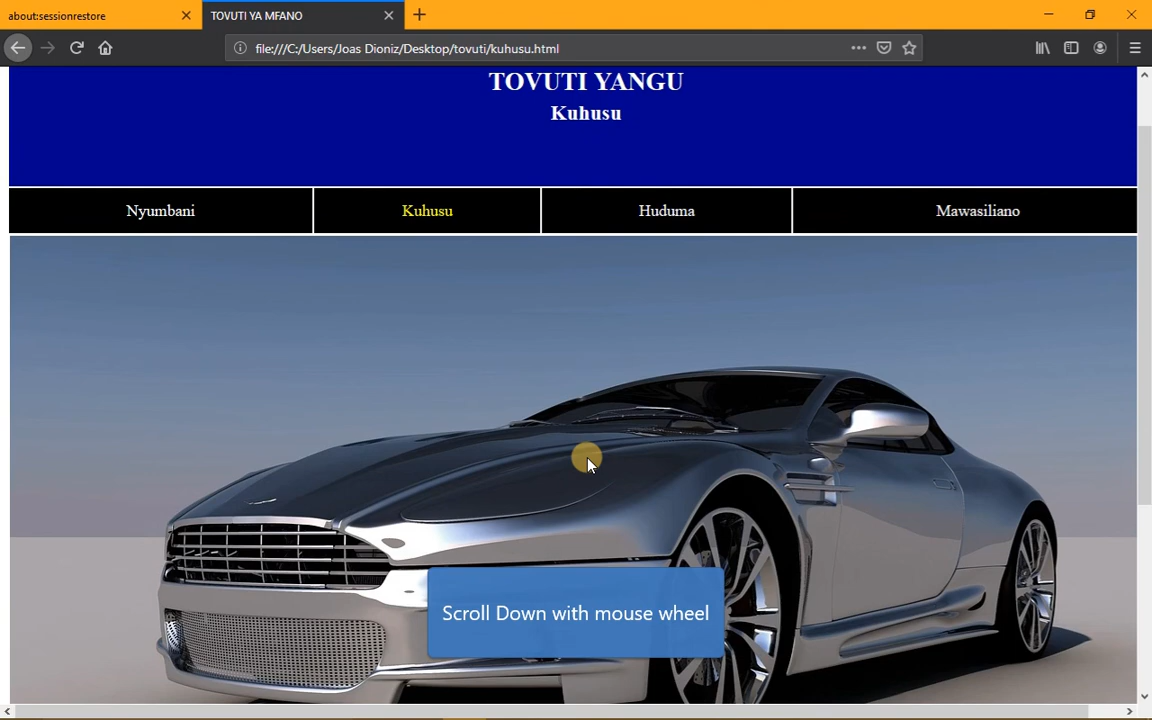 about:sessionrestore
TOVUTI YA MFANO
file:///C:/Users/Joas Dioniz/Desktop/tovuti/kuhusu.html
TOVUTI YANGU
Kuhusu
Nyumbani
Kuhusu
Huduma
Mawasiliano
Scroll Down with mouse wheel